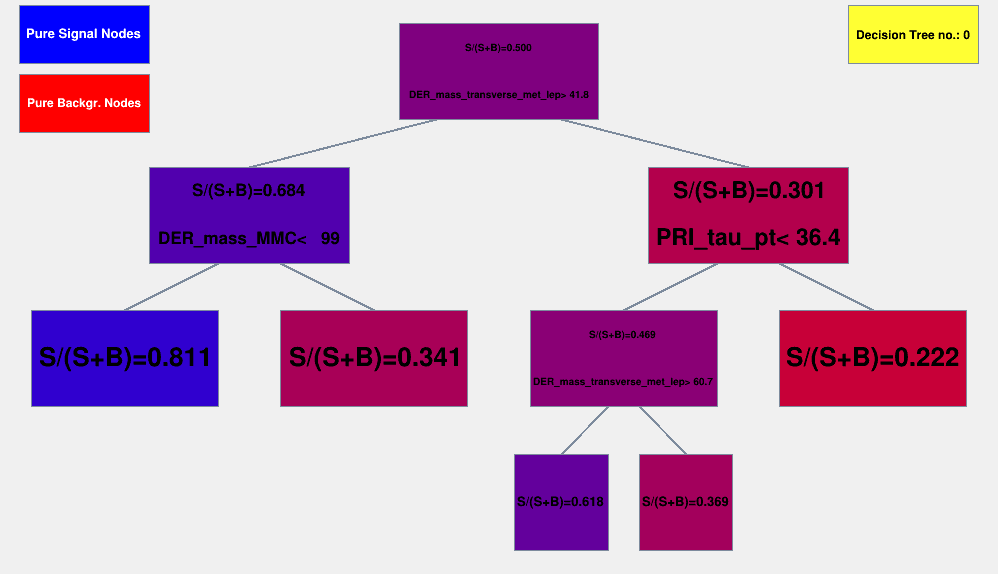 Pure Signal Nodes
Decision Tree no.: 0
Pure Backgr. Nodes
S/(S+B)=0.500
DER_mass_transverse_met_lep> 41.8
S/(S+B)=0.684
DER_mass_MMC< 99
S/(S+B)=0.301
PRI_tau_pt< 36.4
S/(S+B)=0.811
S/(S+B)=0.341
S/(S+B)=0.469
DER_mass_transverse_met_lep> 60.7
S/(S+B)=0.222
S/(S+B)=0.618
S/(S+B)=0.369